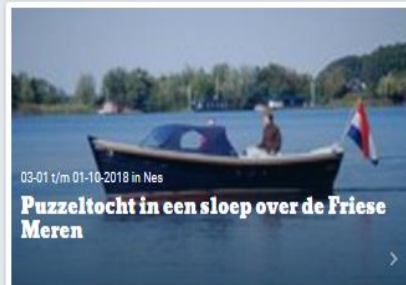 03-01 t/m 01-10-2018 in Nes
Puzzeltocht in een sloep over de Friese
Meren